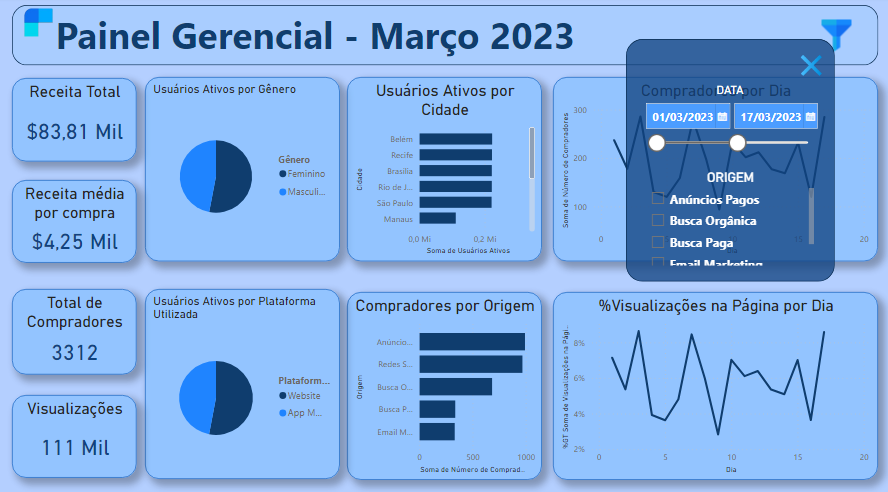 Painel Gerencial - Março 2023
Receita Total
$83,81 Mil
Receita média
por compra
$4,25 Mil
Total de
Compradores
3312
Visualizações
111 Mil
Usuários Ativos por Gênero
Gênero
Feminino
Masculi...
Usuários Ativos por
Cidade
Cidade
Belém
Recife
Brasília
Rio de J...
São Paulo
Manaus
0,0 Mi 0,2 Mi
Soma de Usuários Ativos
Compradores por Dia
Soma de Número de Compradores
300
200
100
0
15
20
Dia
DATA
01/03/2023 17/03/2023
ORIGEM
Anúncios Pagos
Busca Orgânica
Busca Paga
Email Marketing
Usuários Ativos por Plataforma
Utilizada
Plataform...
Website
App M...
Compradores por Origem
Origem
Anúncio...
Redes S...
Busca O...
Busca P...
Email M...
0 500 1000
Soma de Número de Comprad..
%Visualizações na Página por Dia
%GT Soma de Visualizações na Pági..
8%
6%
4%
2%
0 5 10 15 20
Dia